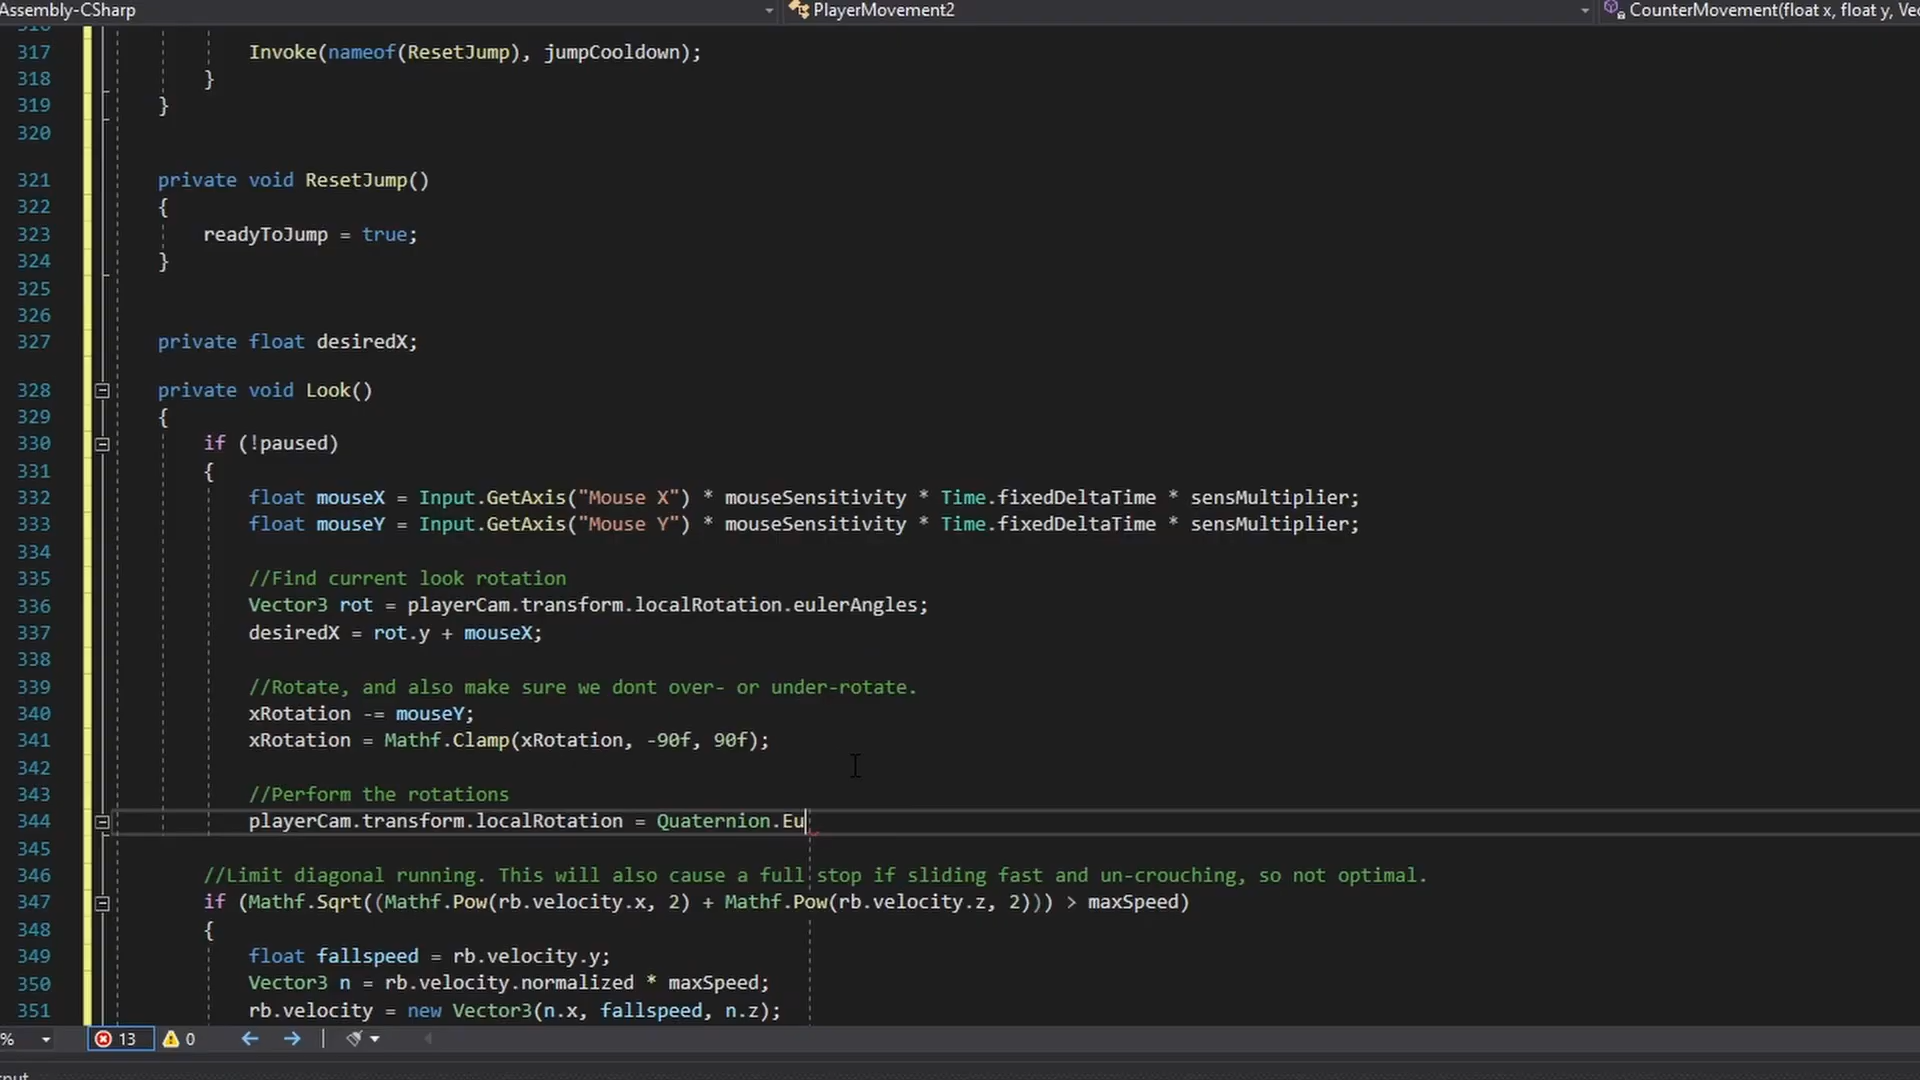 Assembly-CSharp PlayerMovement2 CounterMovement(float x, float y, Vec
317 Invoke(nameof(ResetJump), jumpCooldown);
318 }
319 }
320
321 private void ResetJump()
322 {
323 readyToJump = true;
324 }
325
326
327 private float desiredX;
328 private void Look()
329 {
330 if (!paused)
331 {
332 float mouseX = Input.GetAxis("Mouse X") * mouseSensitivity * Time.fixedDeltaTime * sensMultiplier;
333 float mouseY = Input.GetAxis("Mouse Y") * mouseSensitivity * Time.fixedDeltaTime * sensMultiplier;
334
335 //Find current look rotation
336 Vector3 rot = playerCam.transform.localRotation.eulerAngles;
337 desiredX = rot.y + mouseX;
338
339 //Rotate, and also make sure we dont over- or under-rotate.
340 xRotation -= mouseY;
341 xRotation = Mathf.Clamp(xRotation, -90f, 90f);
342
343 //Perform the rotations
344 playerCam.transform.localRotation = Quaternion.Eu
345
346 //Limit diagonal running. This will also cause a full stop if sliding fast and un-crouching, so not optimal.
347 if (Mathf.Sqrt((Mathf.Pow(rb.velocity.x, 2) + Mathf.Pow(rb.velocity.z, 2))) > maxSpeed)
348 {
349 float fallspeed = rb.velocity.y;
350 Vector3 n = rb.velocity.normalized * maxSpeed;
351 rb.velocity = new Vector3(n.x, fallspeed, n.z);
% 13 0